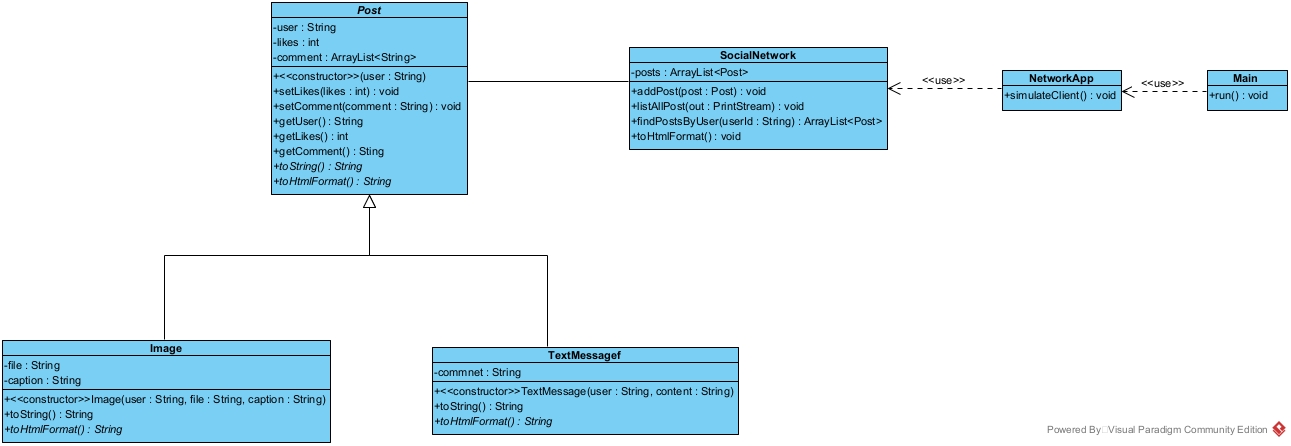 Post
-user : String
-likes : int
-comment : ArrayList<String>
+<<constructor>>(user : String)
+setLikes(likes : int) : void
+setComment(comment : String) : void
+getUser() : String
+getLikes() : int
+getComment() : Sting
+toString() : String
+toHtmlFormat() : String
SocialNetwork
-posts : ArrayList<Post>
+addPost(post : Post) : void
+listAllPost(out : PrintStream) : void
+findPostsByUser(userId : String) : ArrayList<Post>
+toHtmlFormat() : void
<<use>>
NetworkApp
+simulateClient() : void
<<use>>
Main
+run() : void
Image
-file : String
-caption : String
+<<constructor>>Image(user : String, file : String, caption : String)
+toString() : String
+toHtmlFormat() : String
TextMessagef
-commnet : String
+<<constructor>>TextMessage(user : String, content : String)
+toString() : String
+toHtmlFormat() : String
Powered By Visual Paradigm Community Edition